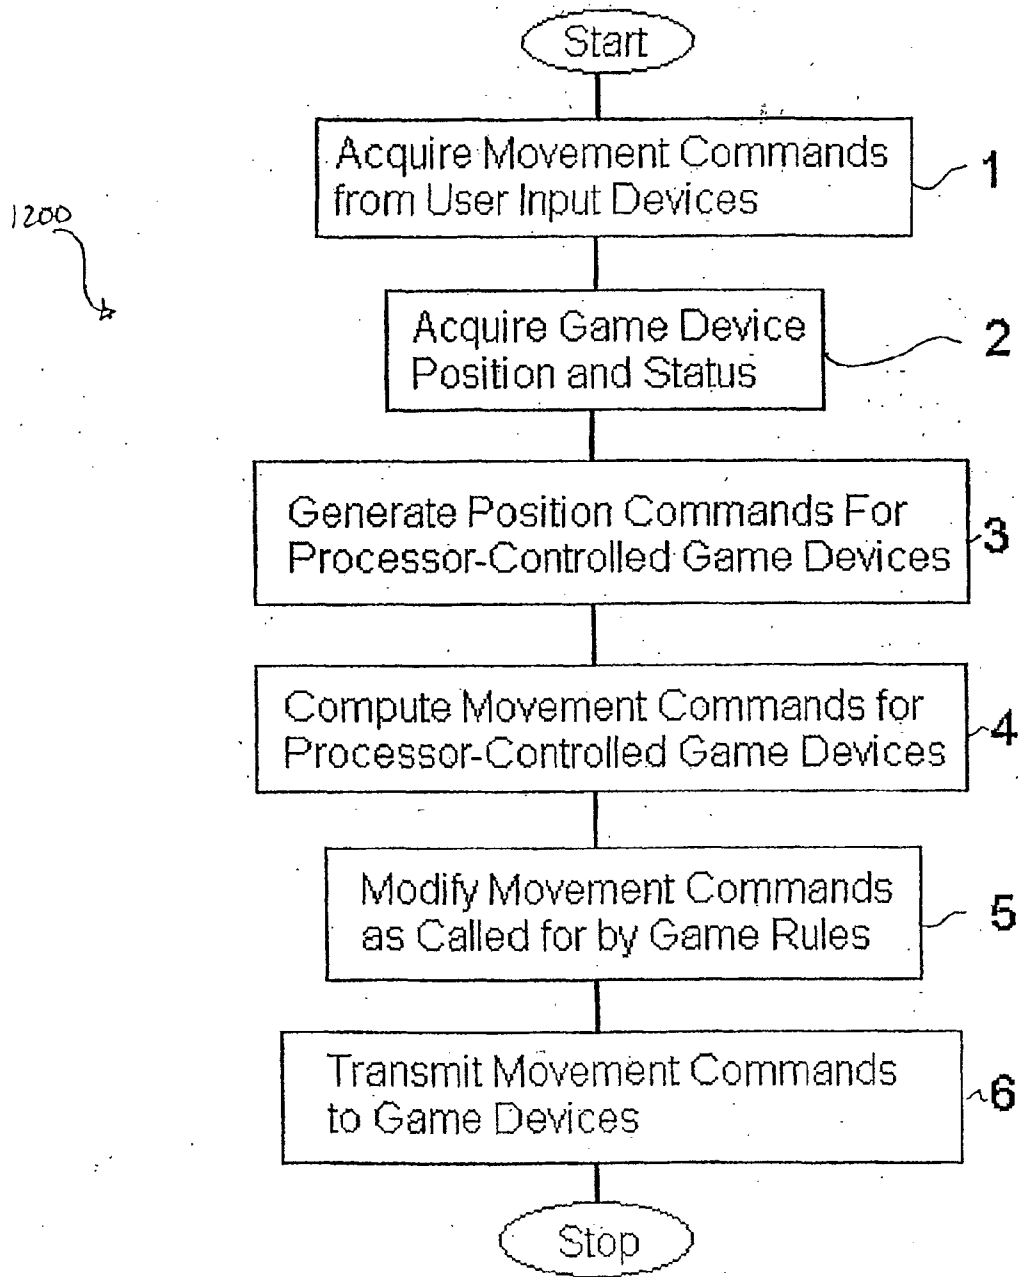 Start
Acquire Movement Commands
from User Input Devices
1
1200
Acquire Game Device
Position and Status
2
Generate Position Commands For
Processor-Controlled Game Devices
3
Compute Movement Commands for
Processor-Controlled Game Devices
4
Modify Movement Commands
as Called for by Game Rules
5
Transmit Movement Commands
to Game Devices
6
Stop